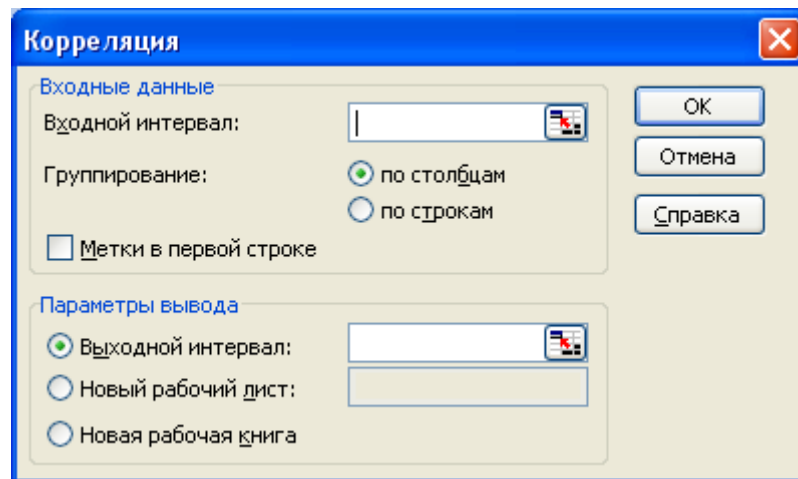 Корреляция
Входные данные
Входной интервал:
Группирование:
по столбцам
по строкам
Метки в первой строке
OK
Отмена
Справка
Параметры вывода
Выходной интервал:
Новый рабочий лист:
Новая рабочая книга